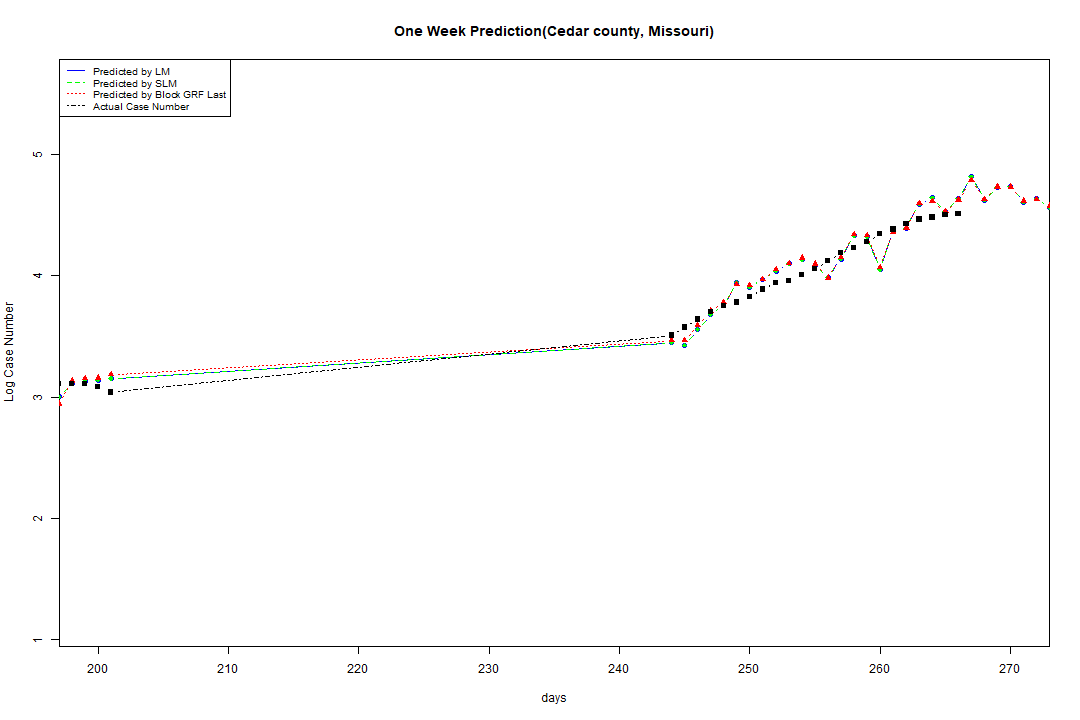 One Week Prediction(Cedar county, Missouri)
Predicted by LM
Predicted by SLM
Predicted by Block GRF Last
Actual Case Number
Log Case Number
5
4
3
2
1
200 210 220 230 240 250 260 270
days